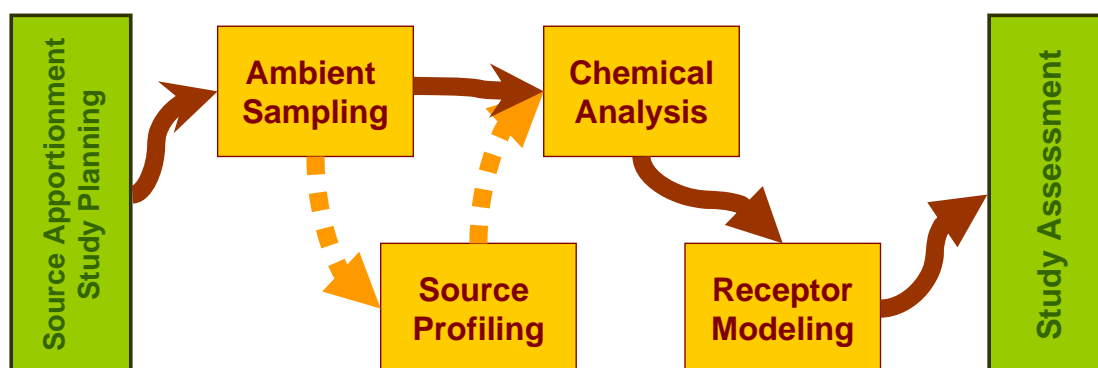 Source Apportionment
Study Planning
Ambient
Sampling
Chemical
Analysis
Source
Profiling
Receptor
Modeling
Study Assessment